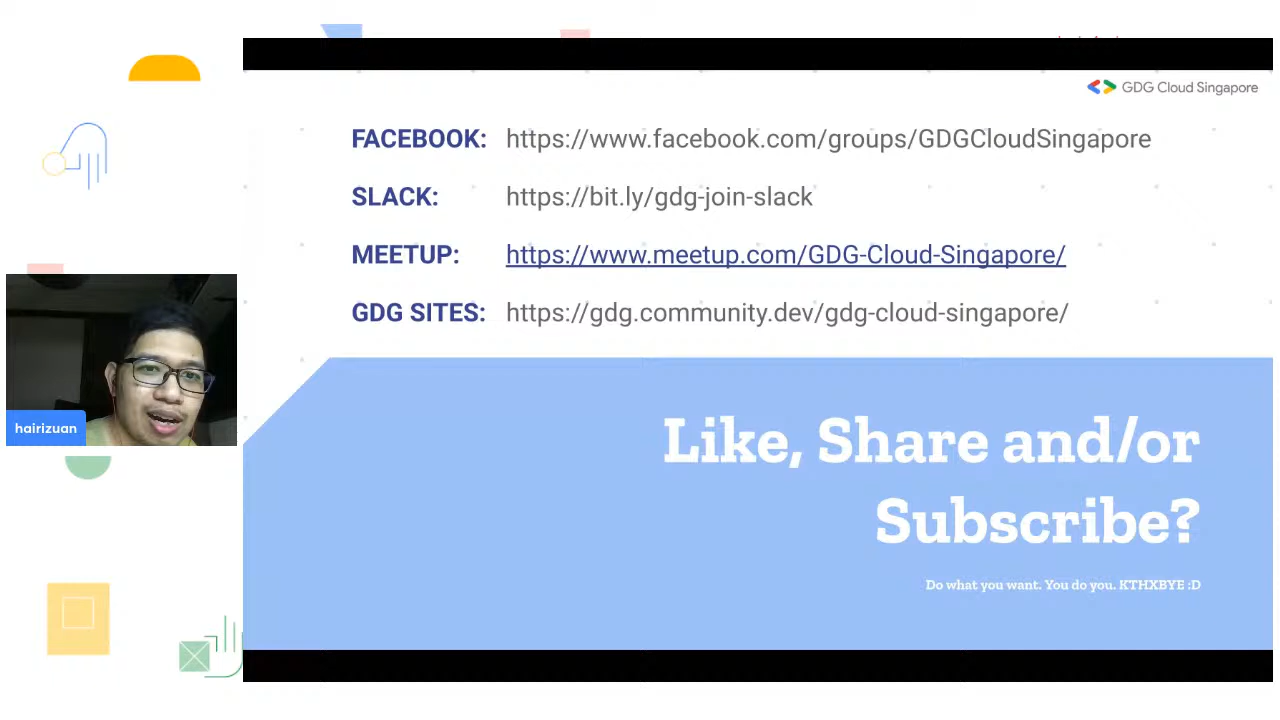 GDG Cloud Singapore
FACEBOOK: https://www.facebook.com/groups/GDGCloudSingapore
SLACK: https://bit.ly/gdg-join-slack
MEETUP: https://www.meetup.com/GDG-Cloud-Singapore/
GDG SITES: https://gdg.community.dev/gdg-cloud-singapore/
hairizuan
Like, Share and/or
Subscribe?
Do what you want. You do you. KTHXBYE :D